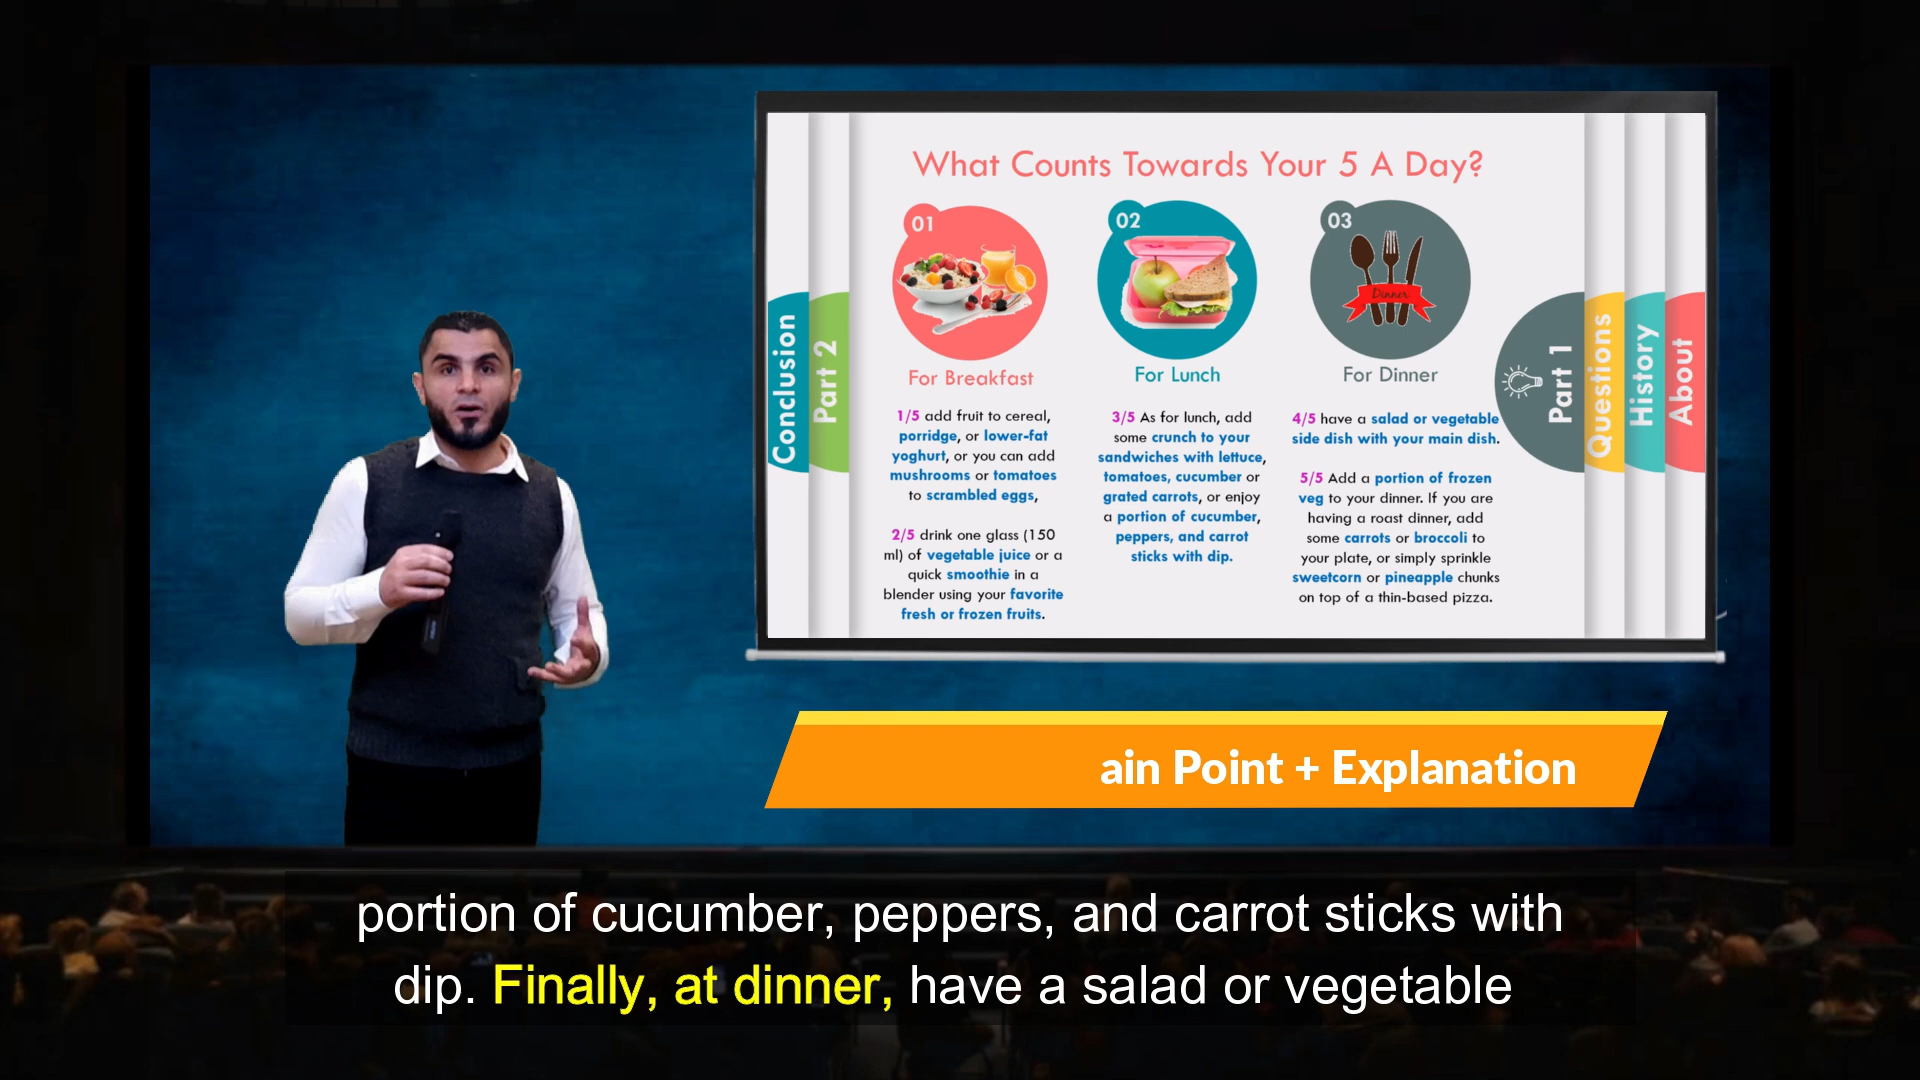 What Counts Towards Your 5 A Day?
01
02
03
Dinner
For Breakfast
For Lunch
For Dinner
1/5 add fruit to cereal,
porridge, or lower-fat
yoghurt, or you can add
mushrooms or tomatoes
to scrambled eggs,
2/5 drink one glass (150
ml) of vegetable juice or a
quick smoothie in a
blender using your favorite
fresh or frozen fruits.
3/5 As for lunch, add
some crunch to your
sandwiches with lettuce,
tomatoes, cucumber or
grated carrots, or enjoy
a portion of cucumber,
peppers, and carrot
sticks with dip.
4/5 have a salad or vegetable
side dish with your main dish.
5/5 Add a portion of frozen
veg to your dinner. If you are
having a roast dinner, add
some carrots or broccoli to
your plate, or simply sprinkle
sweetcorn or pineapple chunks
on top of a thin-based pizza.
Conclusion
Part 2
Part 1
Questions
History
About
ain Point + Explanation
portion of cucumber, peppers, and carrot sticks with
dip. Finally, at dinner, have a salad or vegetable